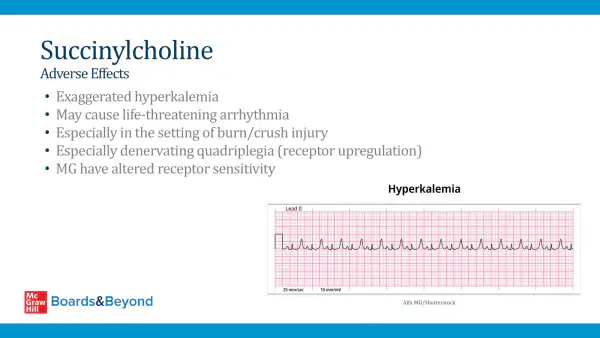 Succinylcholine
Adverse Effects
• Exaggerated hyperkalemia
• May cause life-threatening arrhythmia
• Especially in the setting of burn/crush injury
• Especially denervating quadriplegia (receptor upregulation)
• MG have altered receptor sensitivity
Hyperkalemia
Lead II
25 mm/sec 10 mm/mV
Alla MD/Shutterstock
Mc
Graw
Hill
Boards&Beyond